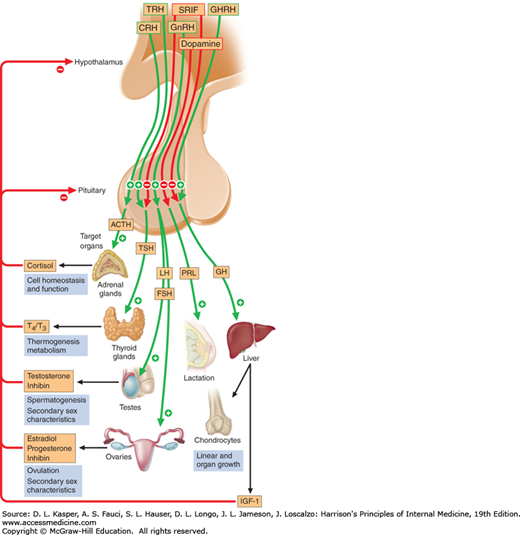 TRH
SRIF
GHRH
CRH
GnRH
Dopamine
Hypothalamus
Pituitary
ACTH
TSH
Target
organs
LH
FSH
PRL
GH
Cortisol
Cell homeostasis
and function
Adrenal
glands
T4/T3
Thermogenesis
metabolism
Thyroid
glands
Lactation
Liver
Testosterone
Inhibin
Spermatogenesis
Secondary sex
characteristics
Testes
Chondrocytes
Linear and
organ growth
Estradiol
Progesterone
Inhibin
Ovulation
Secondary sex
characteristics
Ovaries
IGF-1
Source: D. L. Kasper, A. S. Fauci, S. L. Hauser, D. L. Longo, J. L. Jameson, J. Loscalzo: Harrison's Principles of Internal Medicine, 19th Edition.
www.accessmedicine.com
Copyright © McGraw-Hill Education. All rights reserved.